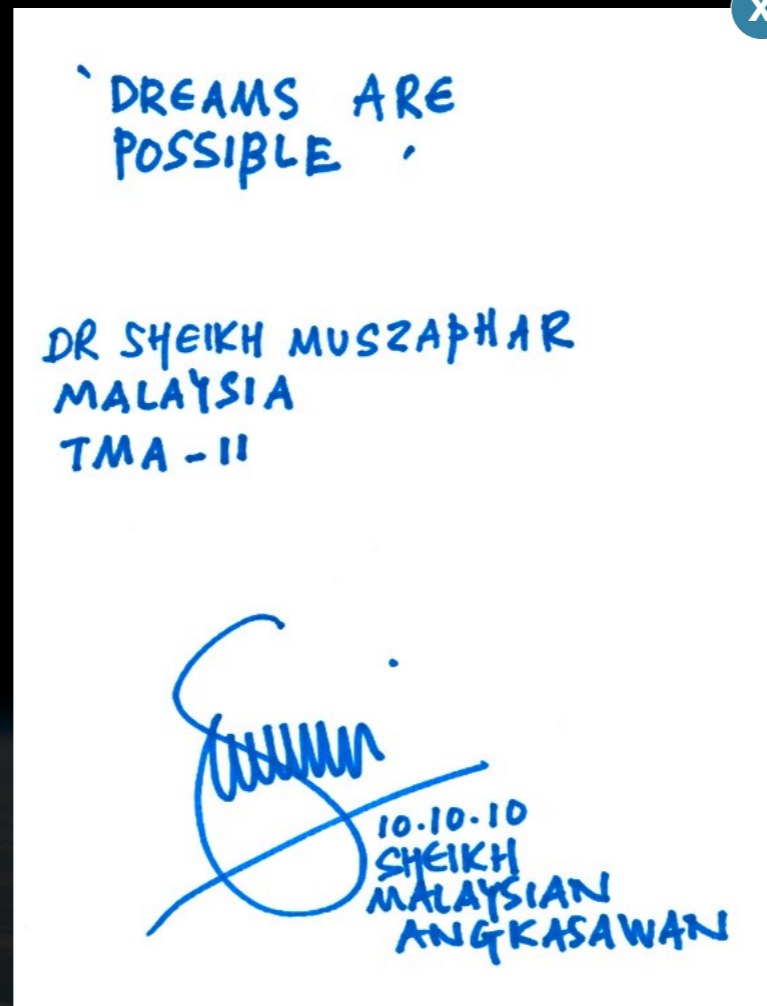 ‵DREAMS ARE
POSSIBLE ′
DR SHEIKH MUSZAPHAR
MALAYSIA
TMA-11
10.10.10
SHEIKH
MALAYSIAN
ANGKASAWAN
X